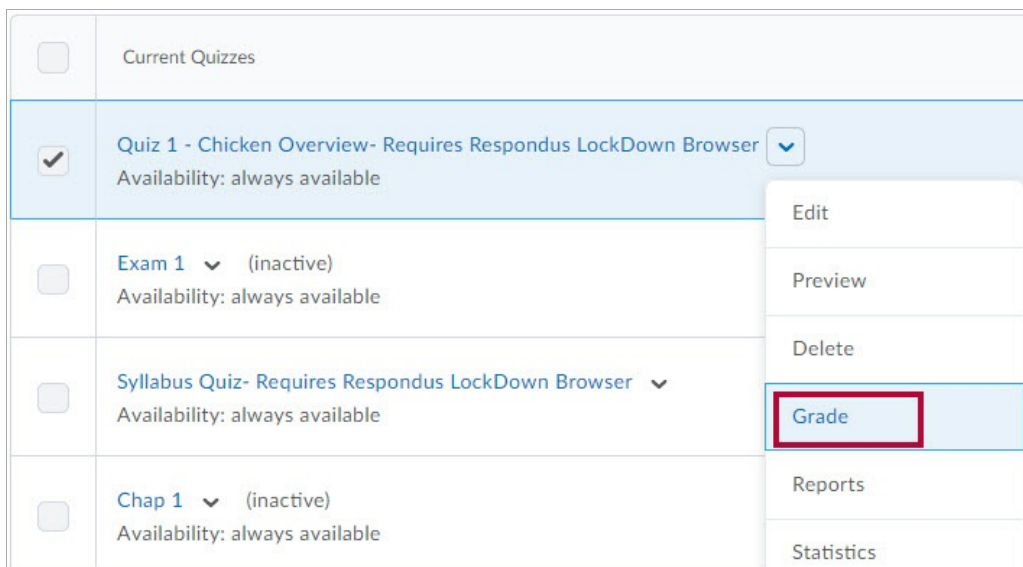 Current Quizzes
Quiz 1 - Chicken Overview- Requires Respondus LockDown Browser
Availability: always available
Exam 1 (inactive)
Availability: always available
Syllabus Quiz- Requires Respondus LockDown Browser
Availability: always available
Chap 1 (inactive)
Availability: always available
Edit
Preview
Delete
Grade
Reports
Statistics